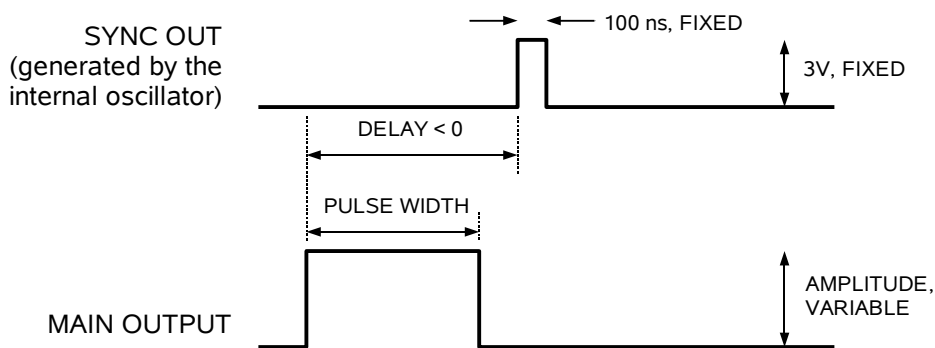 100 ns, FIXED
SYNC OUT
(generated by the
internal oscillator)
3V, FIXED
DELAY < 0
PULSE WIDTH
AMPLITUDE,
VARIABLE
MAIN OUTPUT